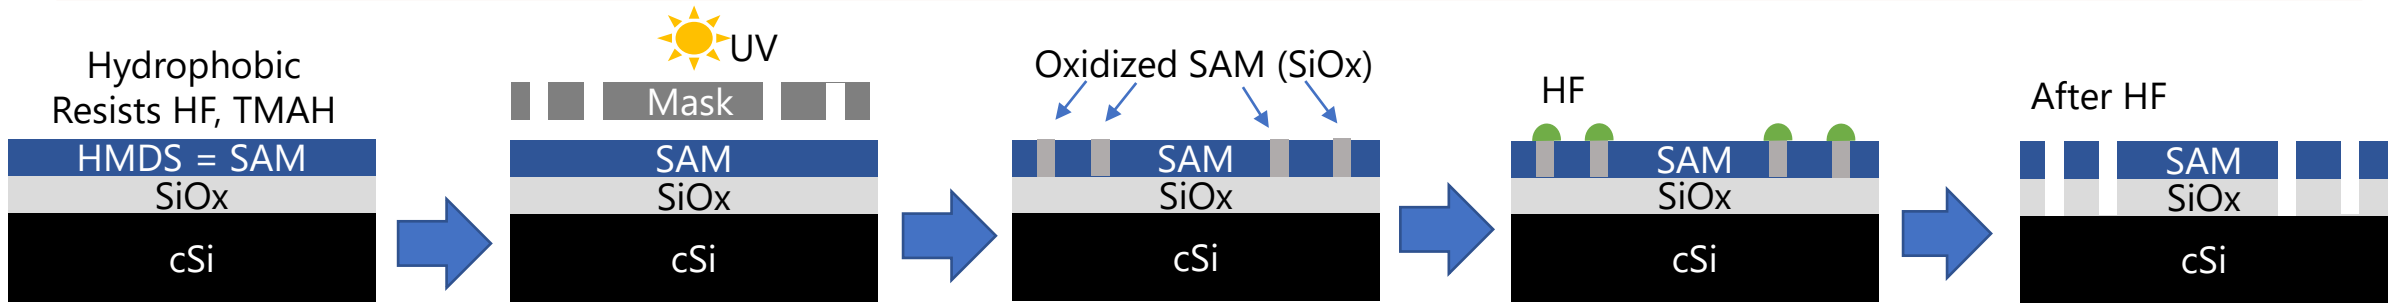 Hydrophobic
Resists HF, TMAH
HMDS = SAM
SiOx
cSi
UV
Mask
SAM
SiOx
cSi
Oxidized SAM (SiOx)
SAM
SiOx
cSi
HF
SAM
SiOx
cSi
After HF
SAM
SiOx
cSi